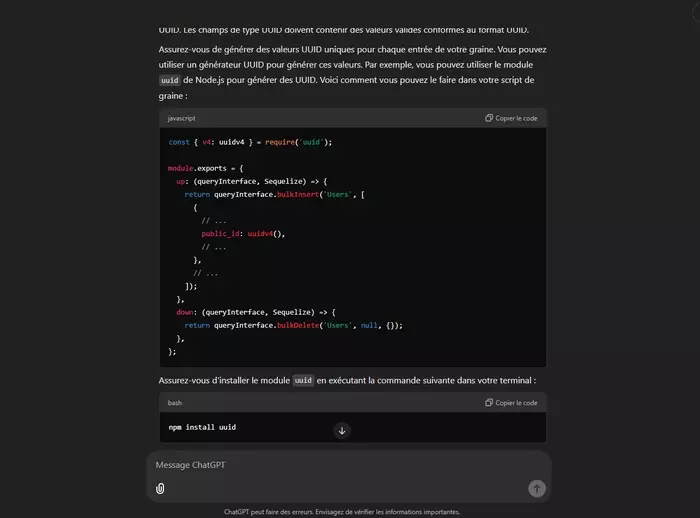 UUID. Les champs de type UUID doivent contenir des valeurs valides conformes au format UUID.
Assurez-vous de générer des valeurs UUID uniques pour chaque entrée de votre graine. Vous pouvez
utiliser un générateur UUID pour générer ces valeurs. Par exemple, vous pouvez utiliser le module
uuid de Node.js pour générer des UUID. Voici comment vous pouvez le faire dans votre script de
graine :
javascript
Copier le code
const { v4: uuidv4 } = require('uuid');
module.exports = {
up: (queryInterface, Sequelize) => {
return queryInterface.bulkInsert('Users', [
{
// ...
public_id: uuidv4(),
// ...
},
// ...
]);
},
down: (queryInterface, Sequelize) => {
return queryInterface.bulkDelete('Users', null, {});
},
};
Assurez-vous d'installer le module uuid en exécutant la commande suivante dans votre terminal :
bash
Copier le code
npm install uuid
Message ChatGPT
ChatGPT peut faire des erreurs. Envisagez de vérifier les informations importantes.